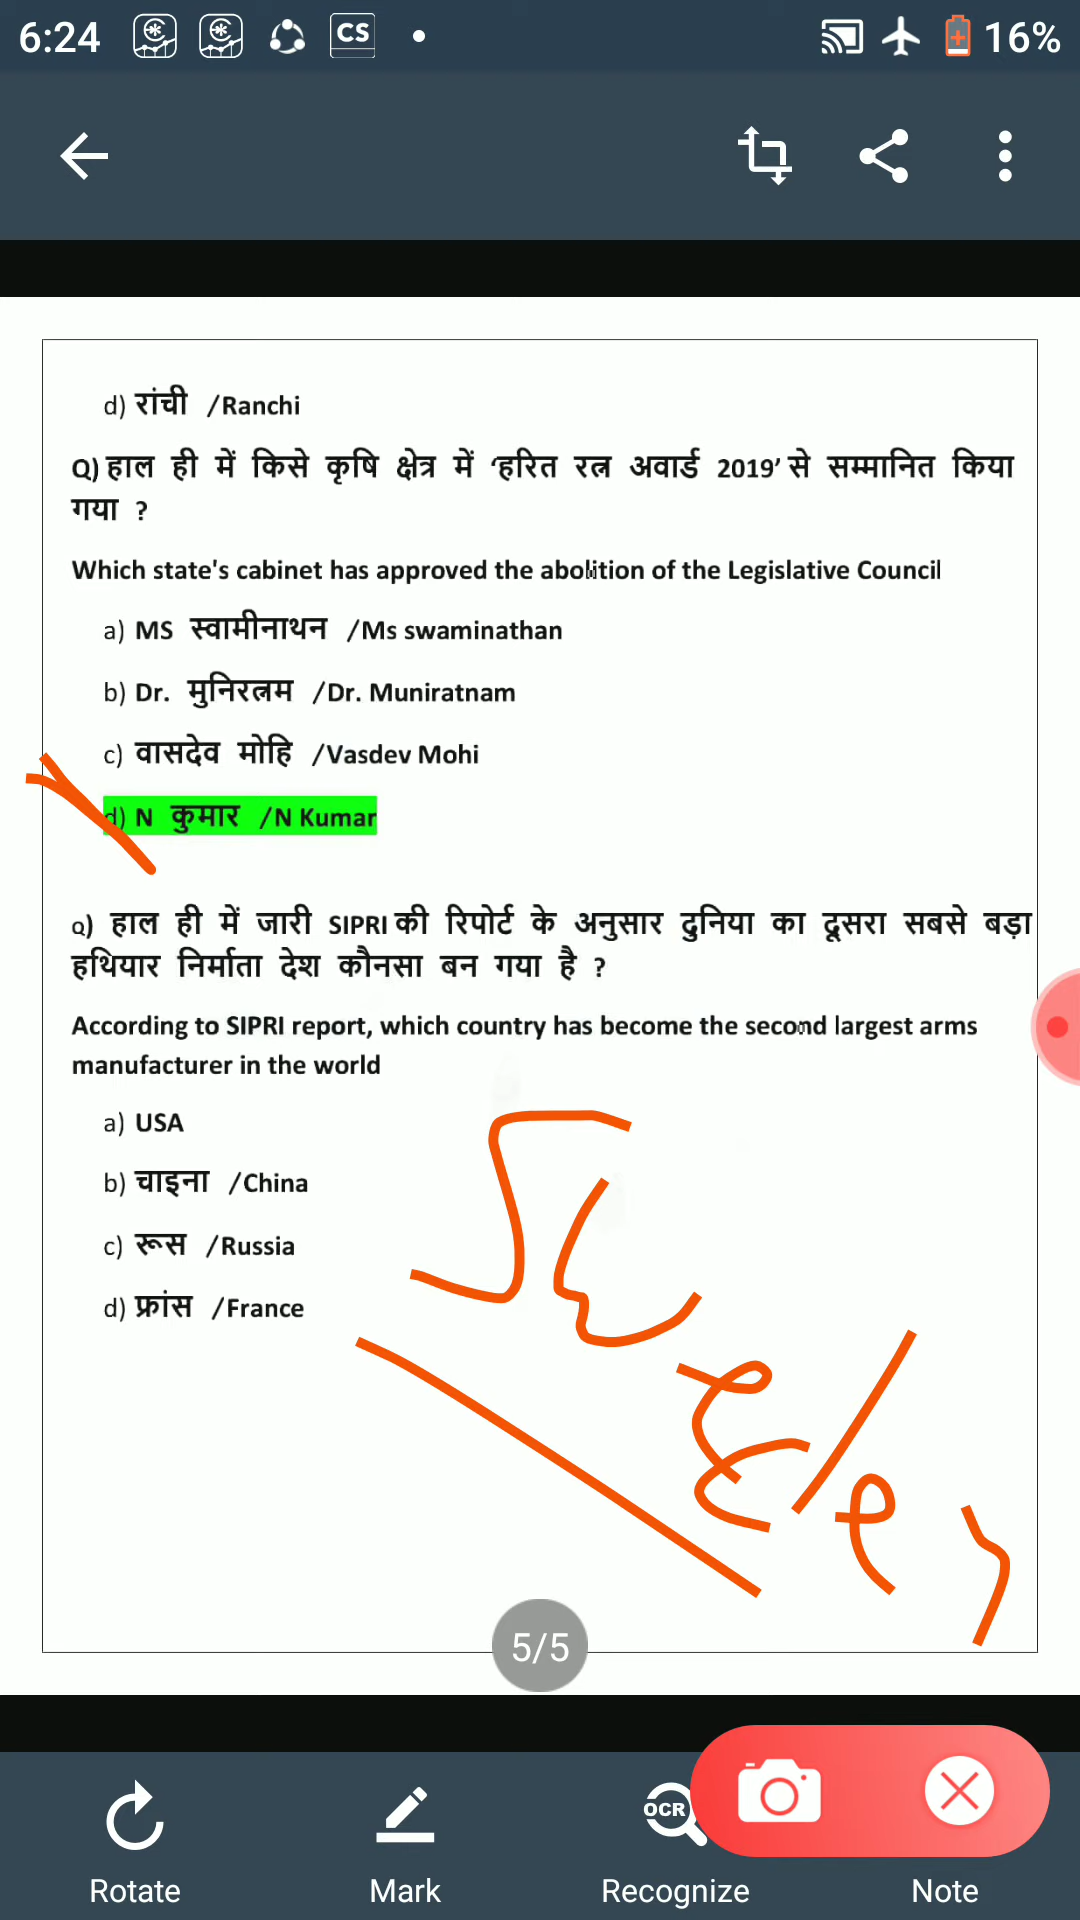 6:24 CS 16%
d) रांची /Ranchi
Q) हाल ही में किसे कृषि क्षेत्र में ‘हरित रत्न अवार्ड 2019’ से सम्मानित किया
गया ?
Which state's cabinet has approved the abolition of the Legislative Council
a) MS स्वामीनाथन /Ms swaminathan
b) Dr. मुनिरत्नम /Dr. Muniratnam
c) वासदेव मोहि /Vasdev Mohi
d) N कुमार /N Kumar
Q) हाल ही में जारी SIPRI की रिपोर्ट के अनुसार दुनिया का दूसरा सबसे बड़ा
हथियार निर्माता देश कौनसा बन गया है ?
According to SIPRI report, which country has become the second largest arms
manufacturer in the world
a) USA
b) चाइना /China
c) रूस /Russia
d) फ्रांस /France
5/5
OCR
Rotate Mark Recognize Note